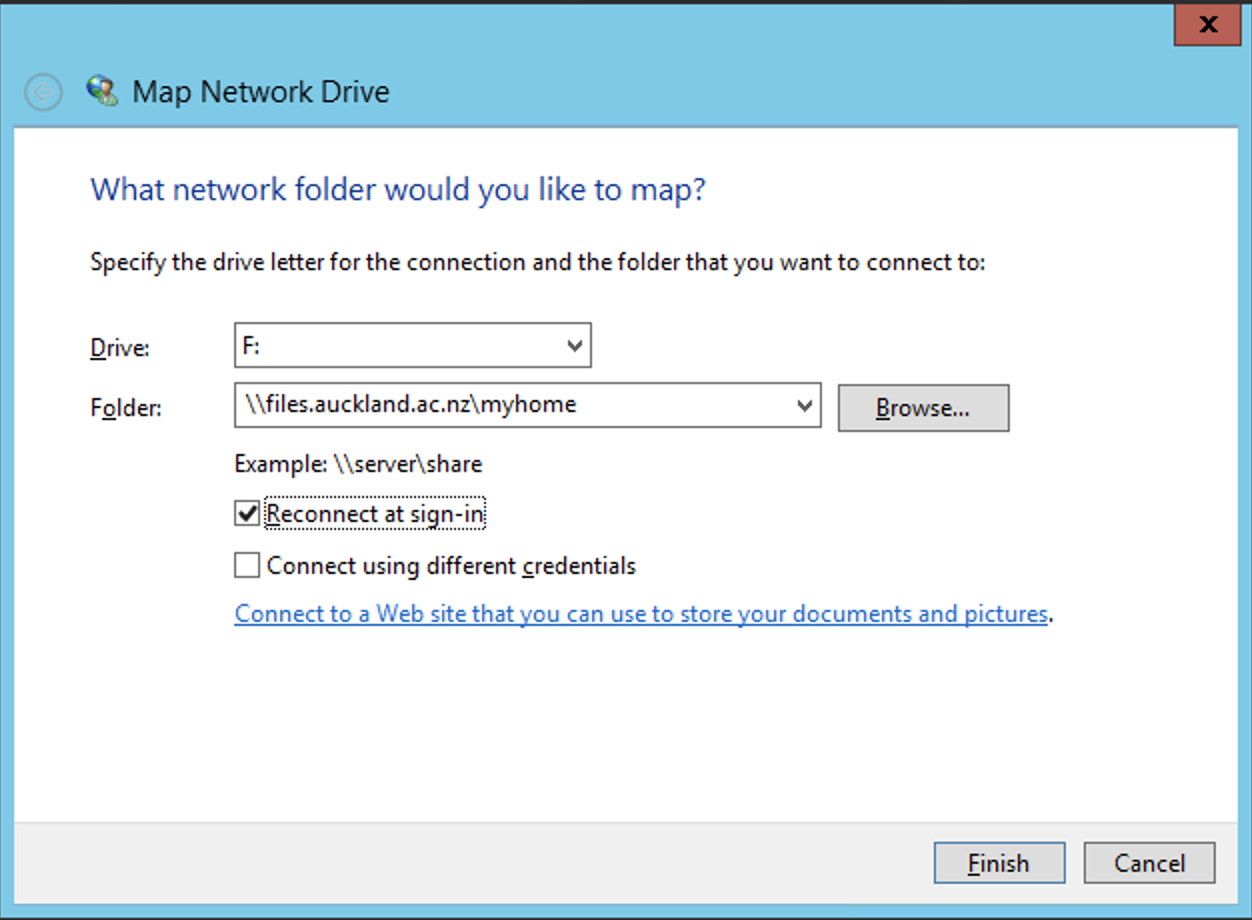 x
Map Network Drive
What network folder would you like to map?
Specify the drive letter for the connection and the folder that you want to connect to:
Drive: F:
Folder: \\files.auckland.ac.nz\myhome Browse...
Example: \\server\share
Reconnect at sign-in
Connect using different credentials
Connect to a Web site that you can use to store your documents and pictures.
Finish Cancel